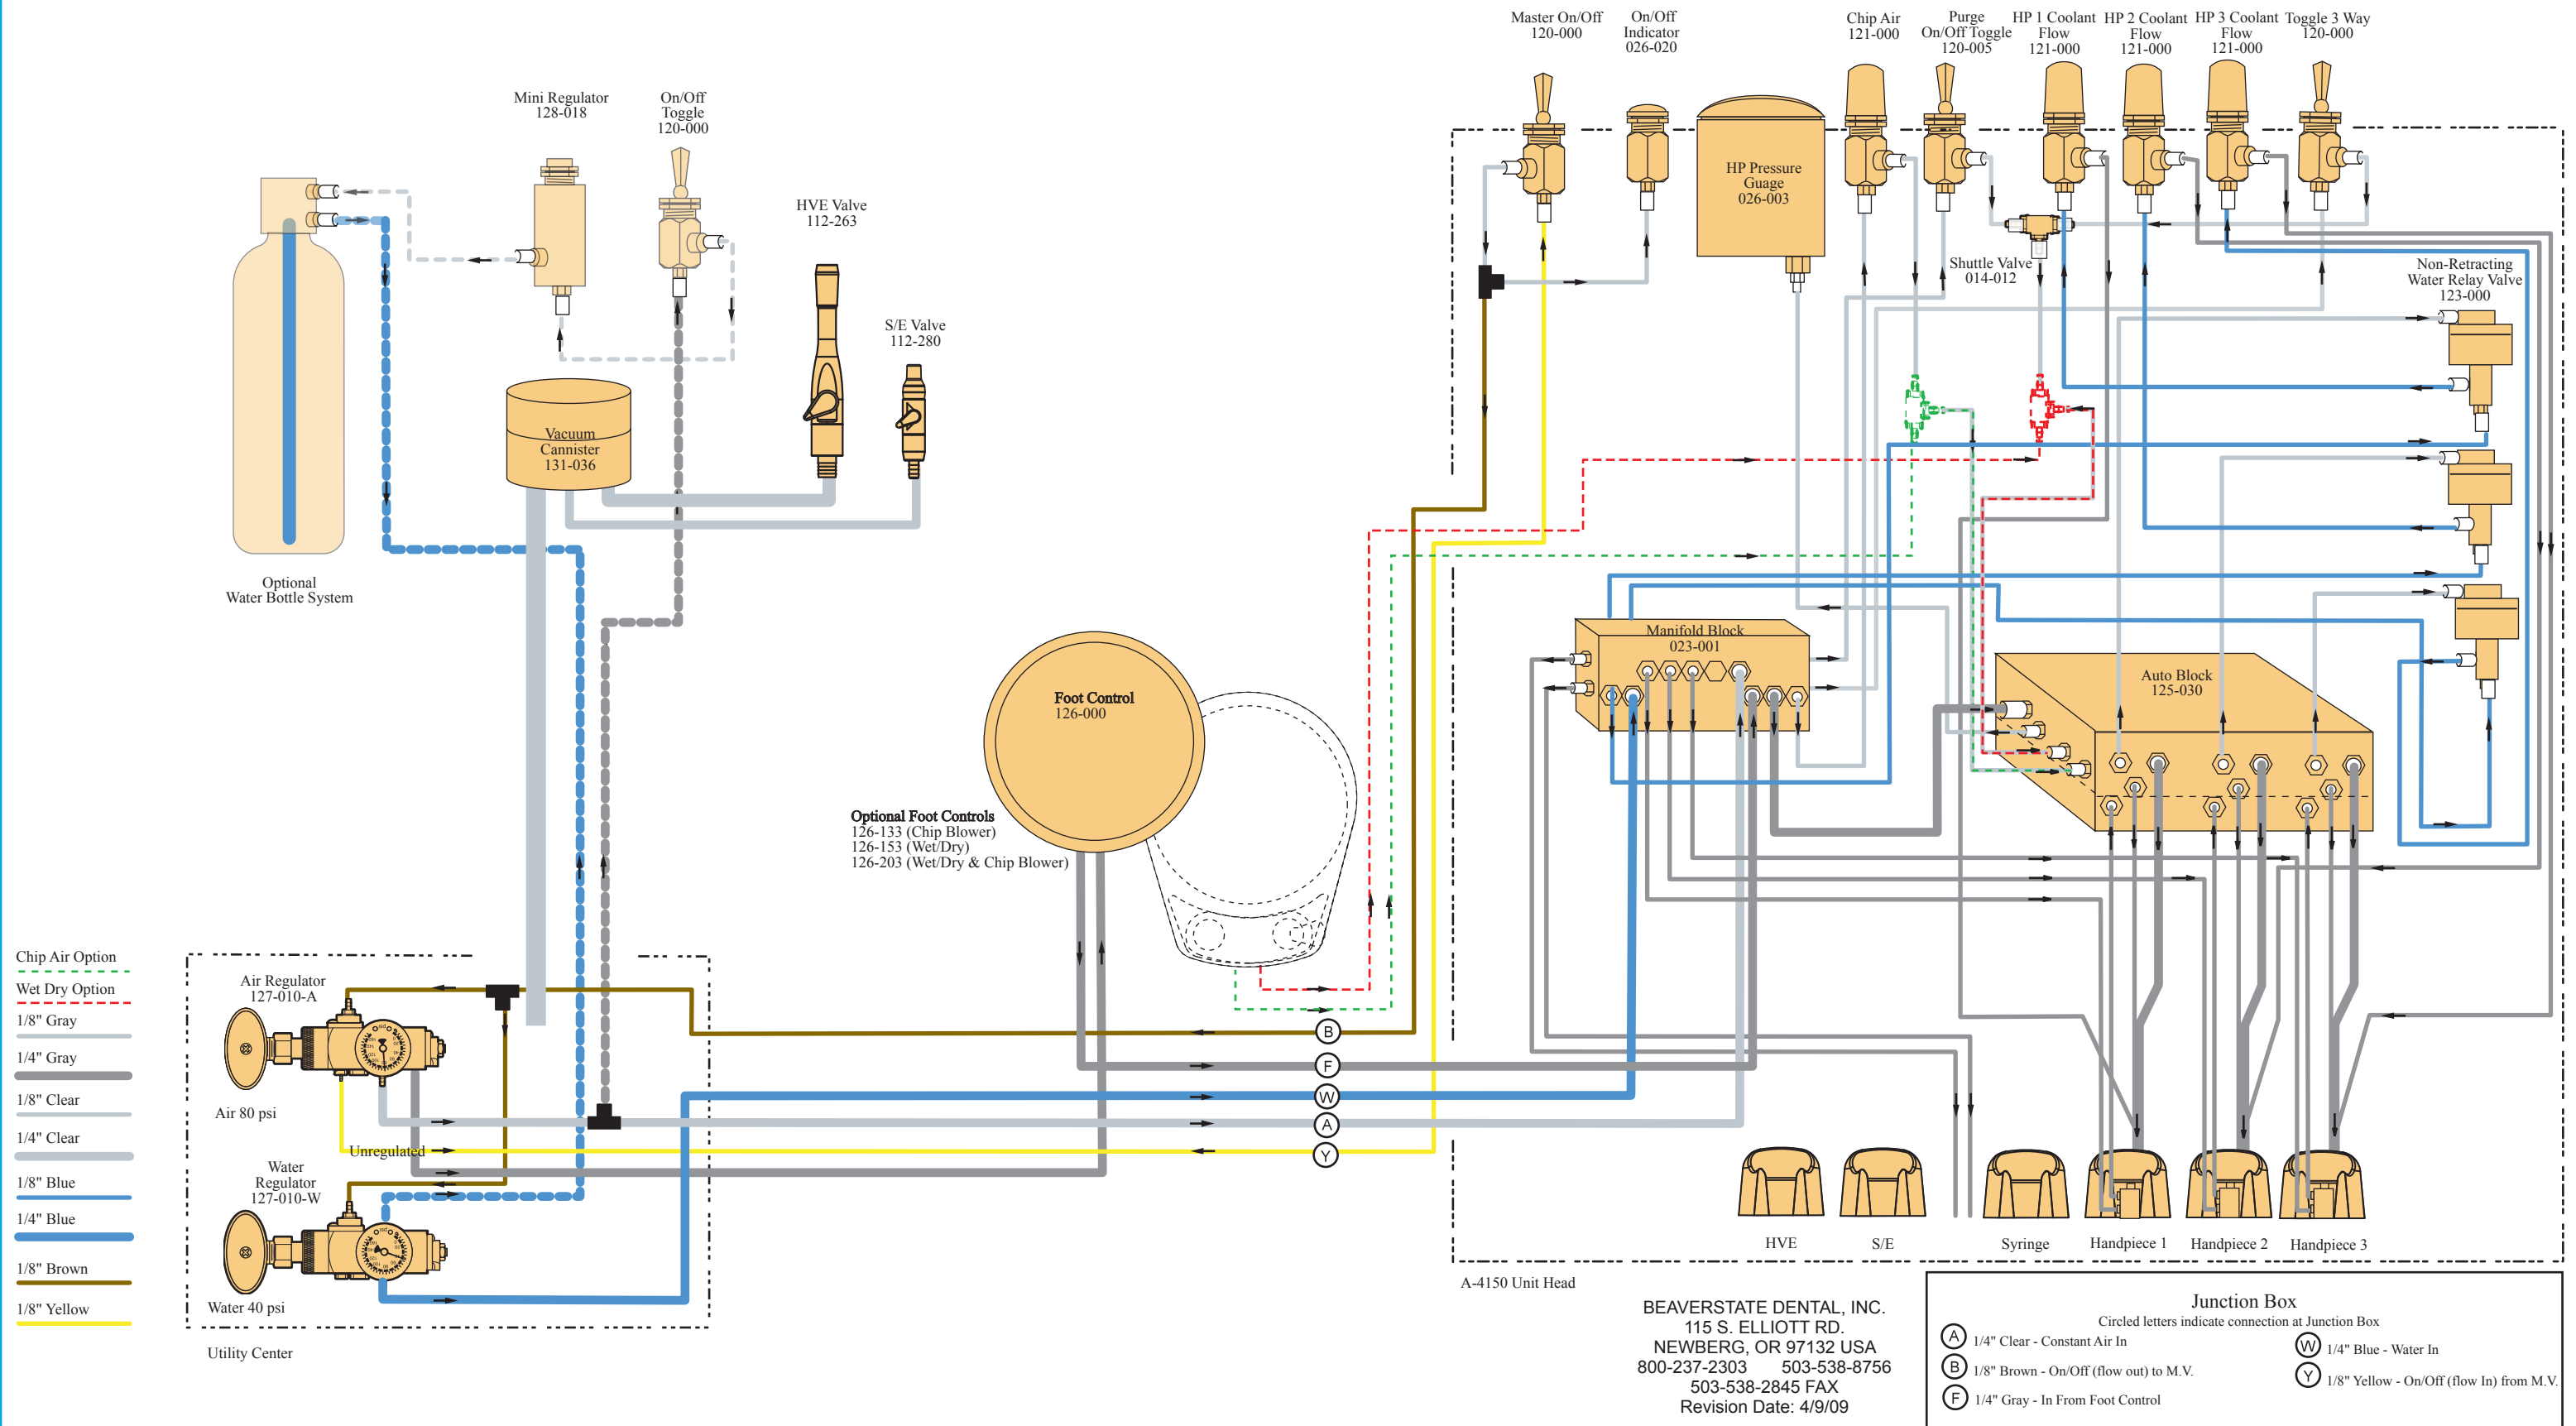 Master On/Off
120-000
On/Off
Indicator
026-020
Chip Air
121-000
Purge
On/Off Toggle
120-005
HP 1 Coolant
Flow
121-000
HP 2 Coolant
Flow
121-000
HP 3 Coolant
Flow
121-000
Toggle 3 Way
120-000
Mini Regulator
128-018
On/Off
Toggle
120-000
HVE Valve
112-263
S/E Valve
112-280
HP Pressure
Guage
026-003
Shuttle Valve
014-012
Non-Retracting
Water Relay Valve
123-000
Vacuum
Cannister
131-036
Optional
Water Bottle System
Manifold Block
023-001
Auto Block
125-030
Foot Control
126-000
Optional Foot Controls
126-133 (Chip Blower)
126-153 (Wet/Dry)
126-203 (Wet/Dry & Chip Blower)
Chip Air Option
Wet Dry Option
1/8" Gray
1/4" Gray
1/8" Clear
1/4" Clear
1/8" Blue
1/4" Blue
1/8" Brown
1/8" Yellow
Air Regulator
127-010-A
Air 80 psi
Unregulated
Water
Regulator
127-010-W
Water 40 psi
Utility Center
B
F
W
A
Y
HVE
S/E
Syringe
Handpiece 1
Handpiece 2
Handpiece 3
A-4150 Unit Head
BEAVERSTATE DENTAL, INC.
115 S. ELLIOTT RD.
NEWBERG, OR 97132 USA
800-237-2303 503-538-8756
503-538-2845 FAX
Revision Date: 4/9/09
Junction Box
Circled letters indicate connection at Junction Box
A 1/4" Clear - Constant Air In
B 1/8" Brown - On/Off (flow out) to M.V.
F 1/4" Gray - In From Foot Control
W 1/4" Blue - Water In
Y 1/8" Yellow - On/Off (flow In) from M.V.